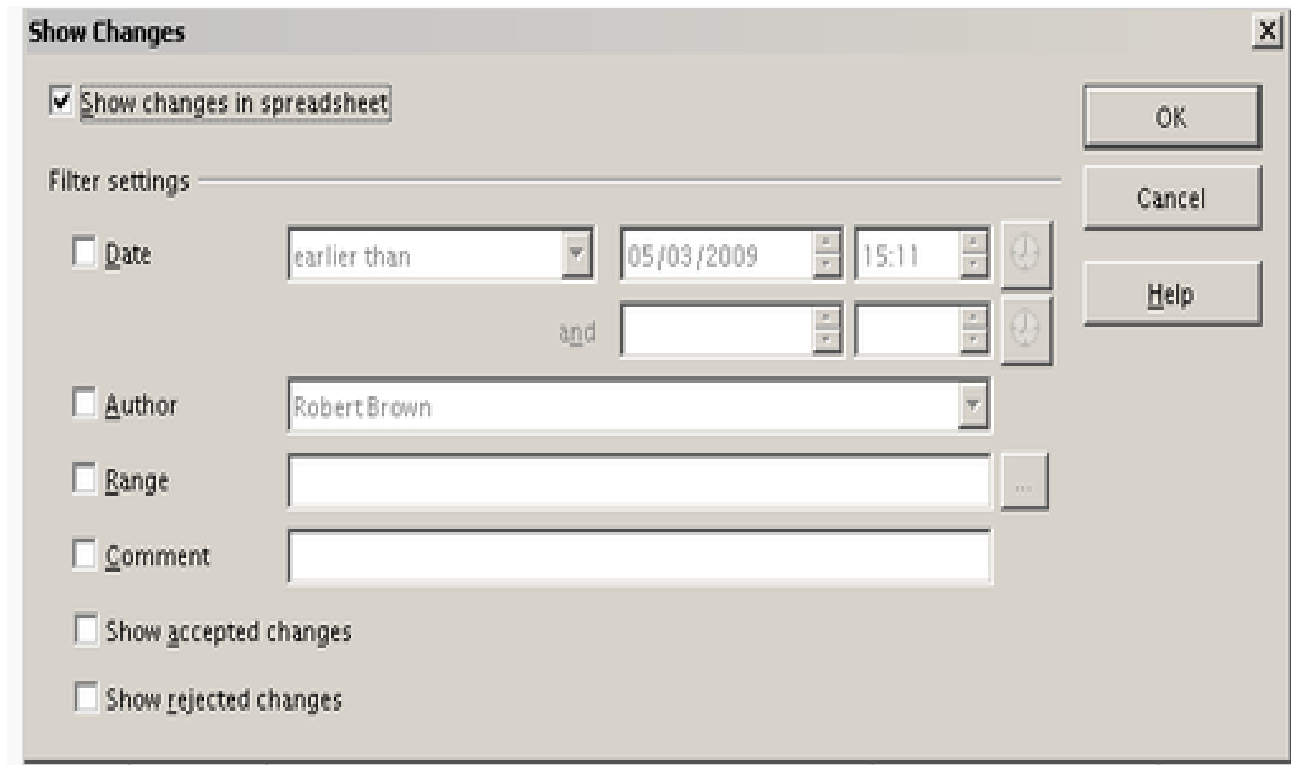 Show Changes
Show changes in spreadsheet
OK
Filter settings
Cancel
Date earlier than 05/03/2009 15:11
Help
and
Author Robert Brown
Range ...
Comment
Show accepted changes
Show rejected changes